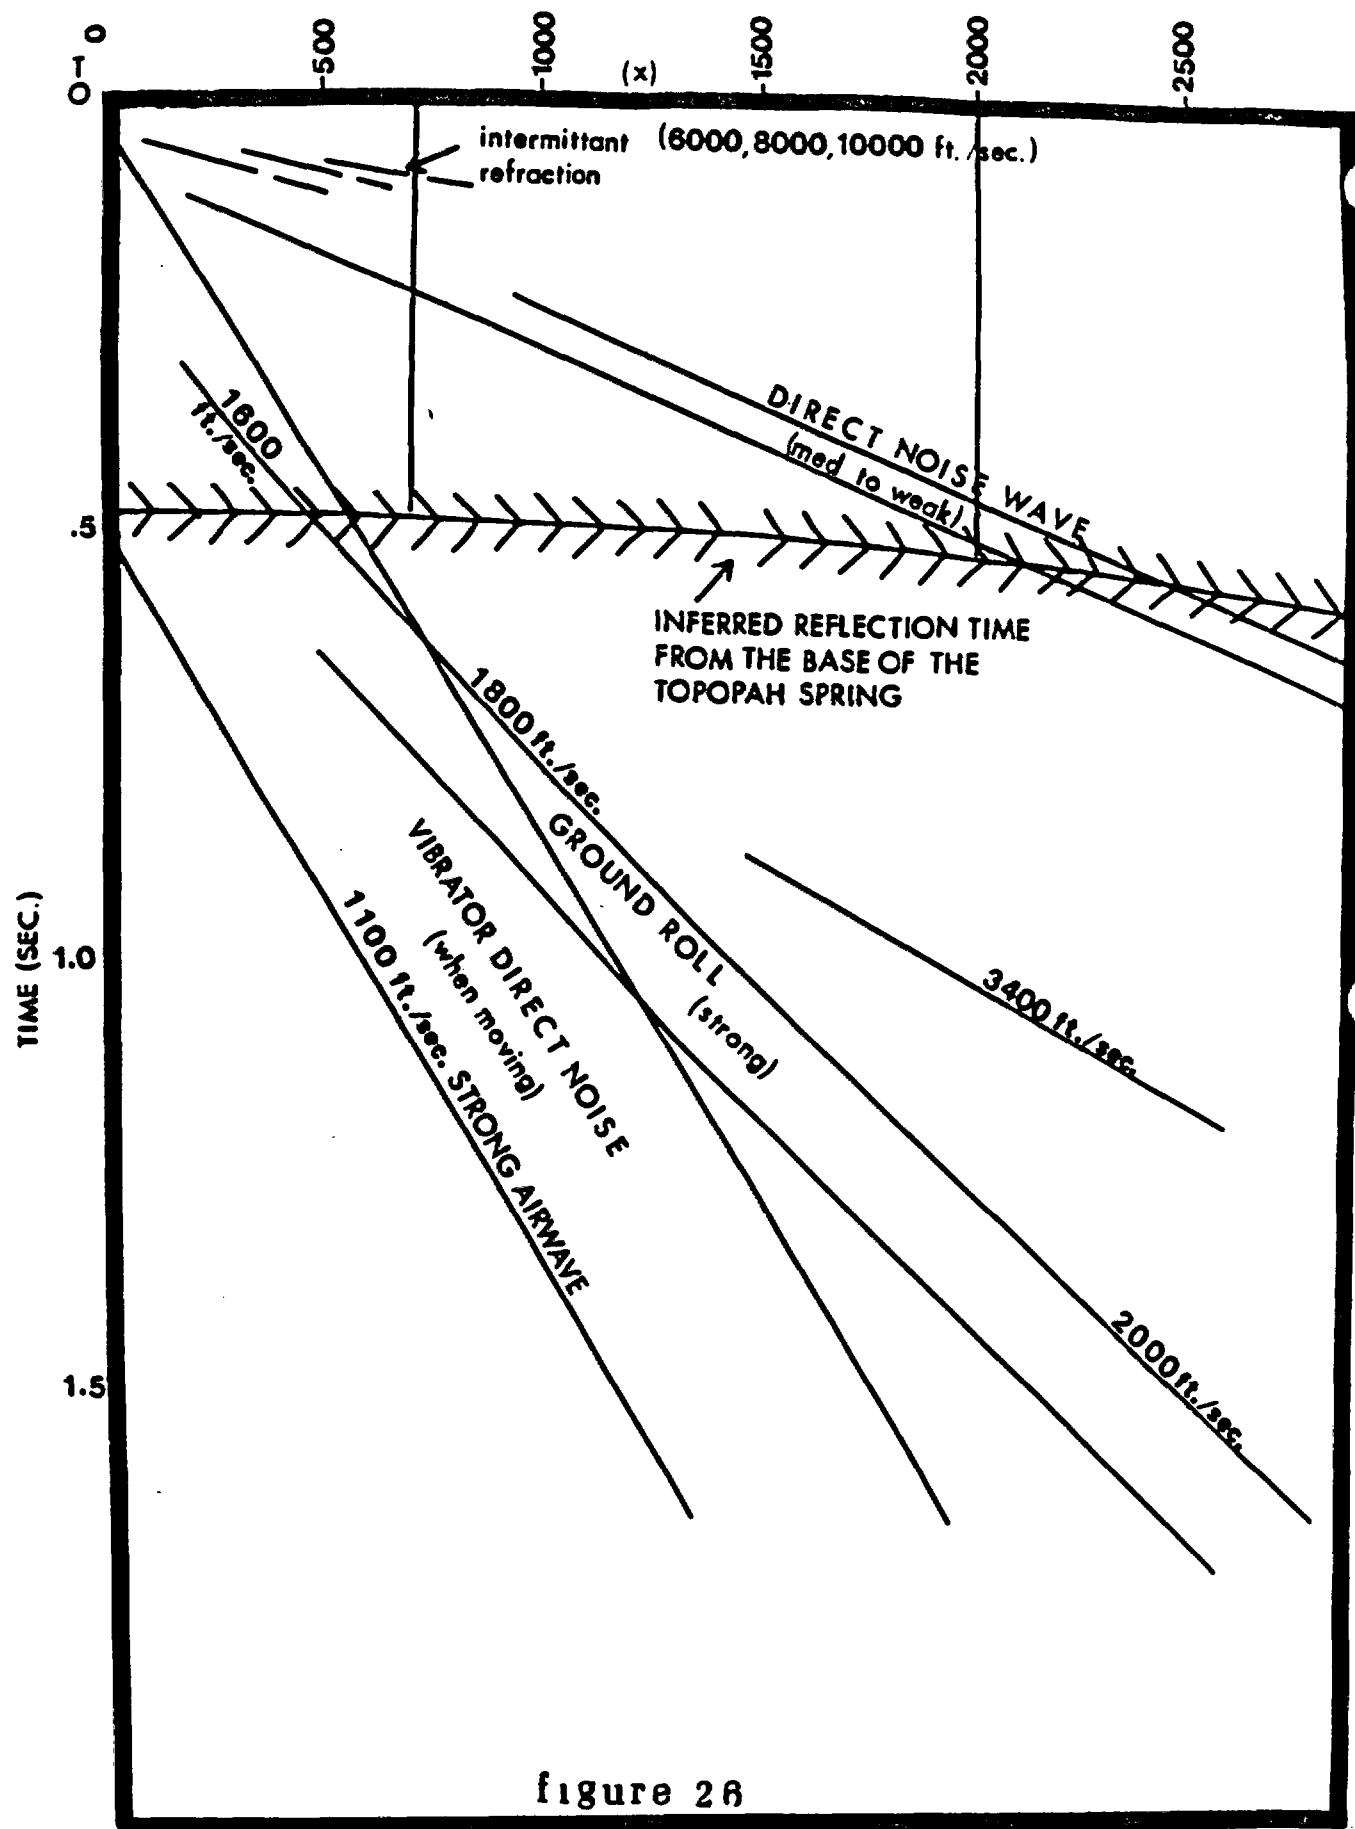 0 500 1000 (x) 1500 2000 2500
T
0
intermittant (6000,8000,10000 ft./sec.)
refraction
DIRECT NOISE WAVE
(med to weak)
1600
ft./sec.
.5
INFERRED REFLECTION TIME
FROM THE BASE OF THE
TOPOPAH SPRING
1800 ft./sec.
GROUND ROLL
(strong)
VIBRATOR DIRECT NOISE
(when moving)
1100 ft./sec. STRONG AIRWAVE
3400 ft./sec.
TIME (SEC.)
1.0
2000 ft./sec.
1.5
figure 26